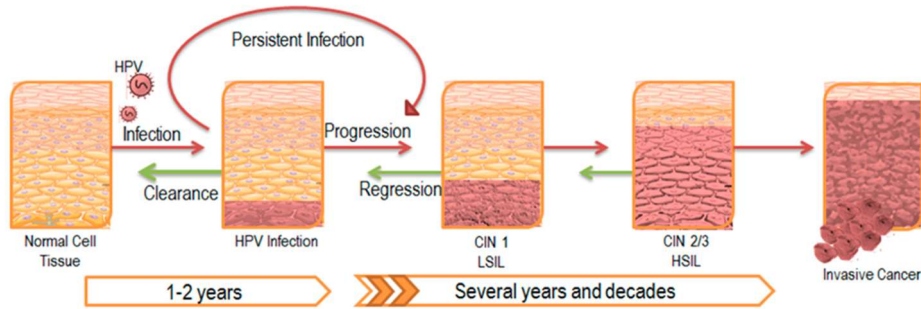 Persistent Infection
HPV
Infection
Progression
Clearance
Regression
Normal Cell
Tissue
HPV Infection
CIN 1
LSIL
CIN 2/3
HSIL
Invasive Cancer
1-2 years
Several years and decades